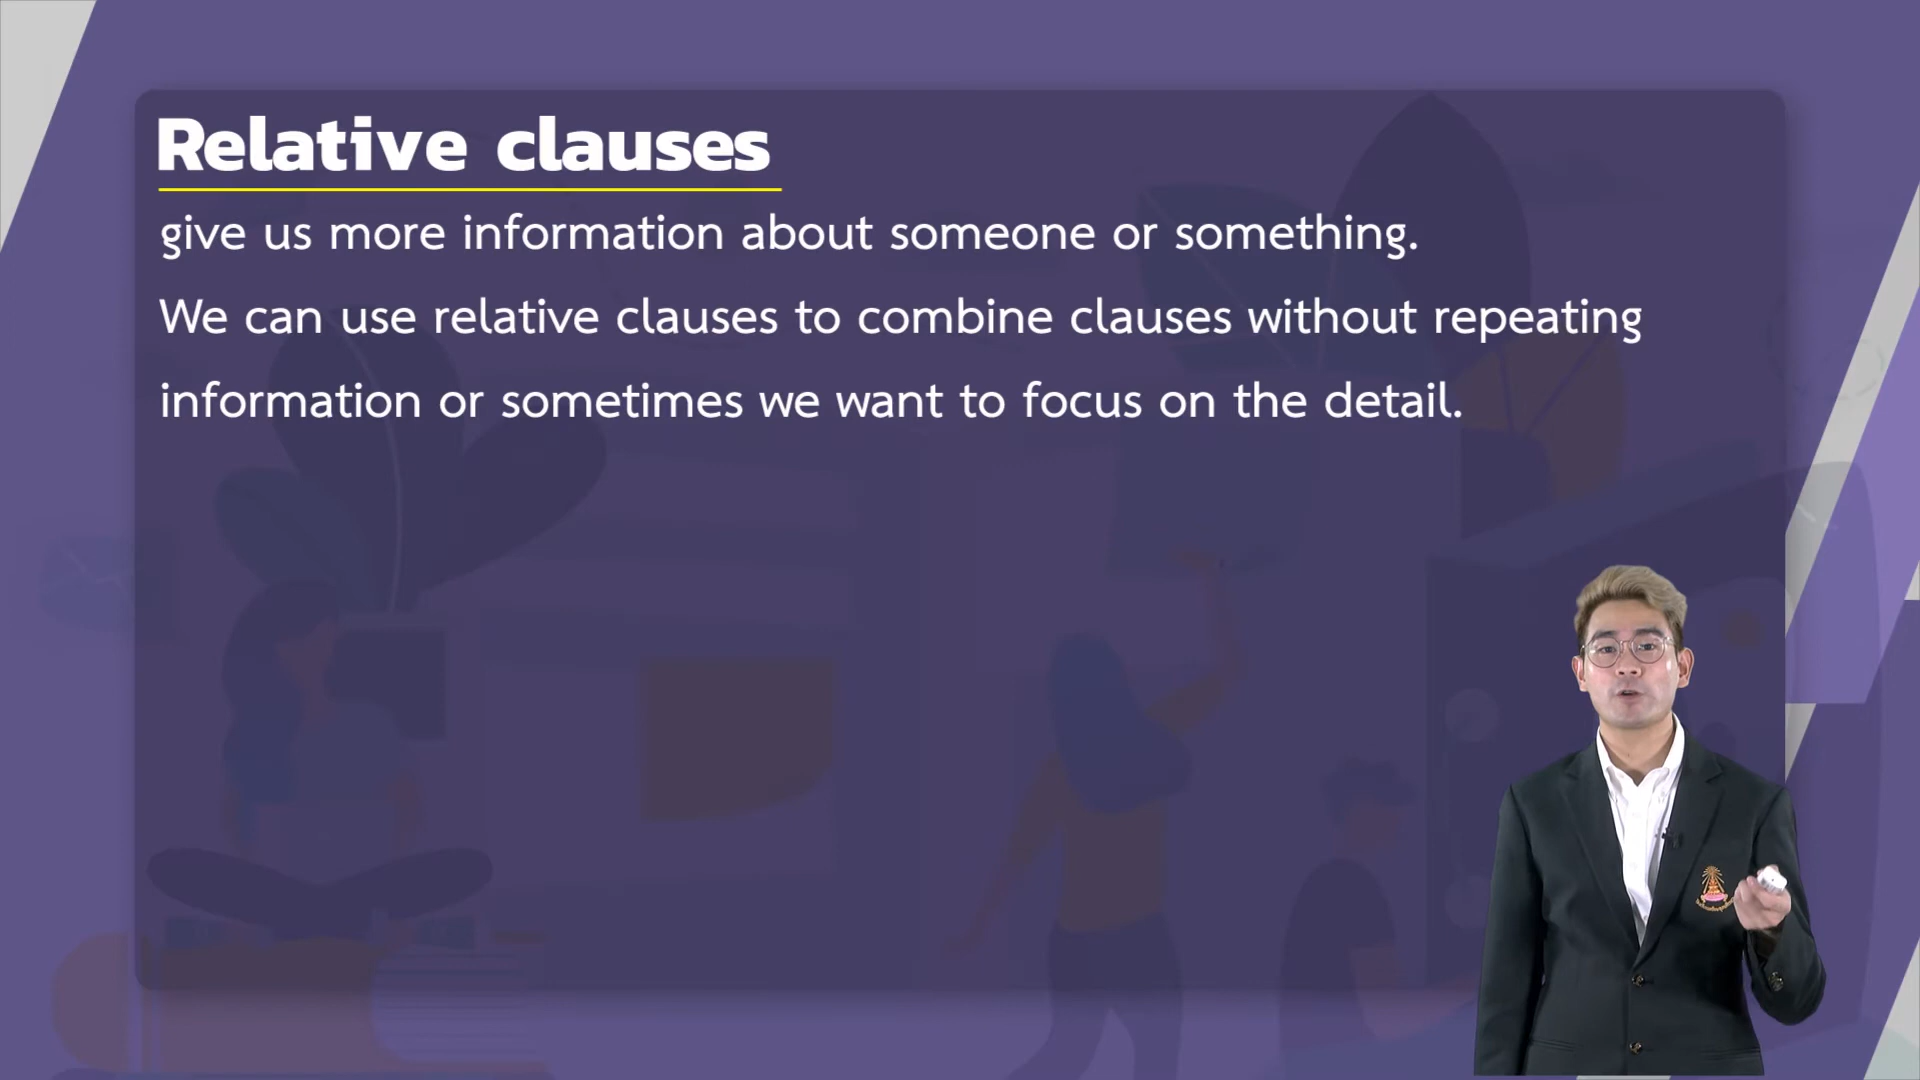 Relative clauses
give us more information about someone or something.
We can use relative clauses to combine clauses without repeating
information or sometimes we want to focus on the detail.